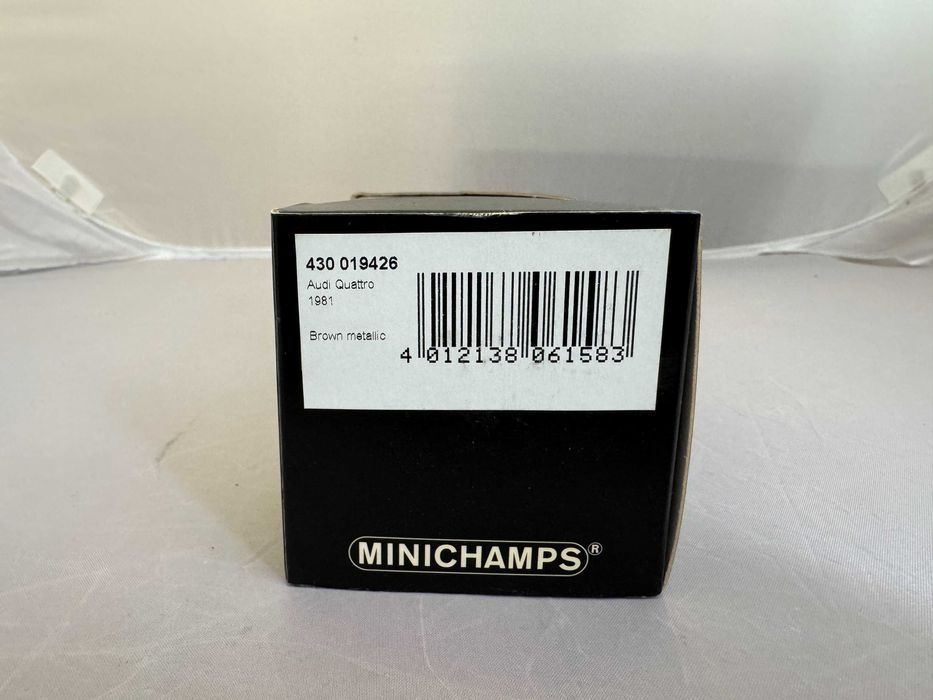 430 019426
Audi Quattro
1981
Brown metallic
4 012138 061583
MINICHAMPS®